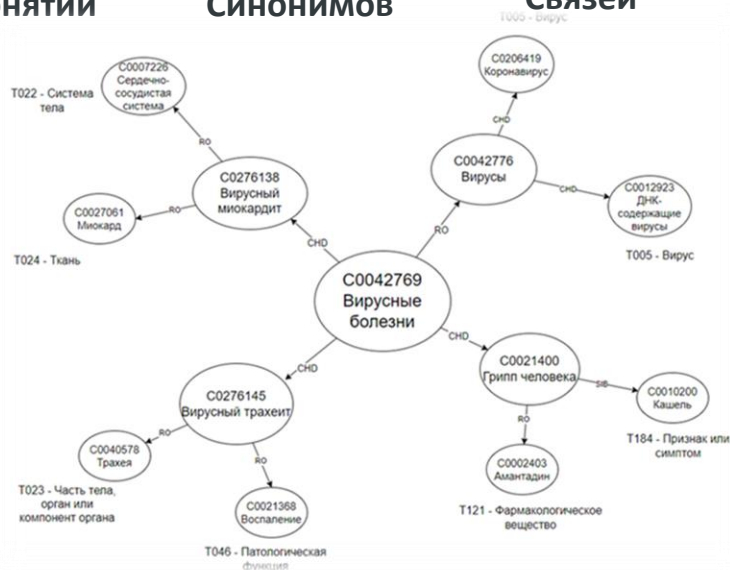 Синонимов
Связей
T005 - Вирус
C0206419
Коронавирус
C0007226
Сердечно-
сосудистая
система
T022 - Система
тела
CHD
RO
C0042776
Вирусы
C0276138
Вирусный
миокардит
CHD
C0012923
ДНК-
содержащие
вирусы
C0027061
Миокард
RO
RO
CHD
T024 - Ткань
T005 - Вирус
C0042769
Вирусные
болезни
CHD
C0021400
Грипп человека
CHD
SIB
C0010200
Кашель
C0276145
Вирусный трахеит
RO
T184 - Признак или
симптом
RO
C0040578
Трахея
RO
C0002403
Амантадин
T023 - Часть тела,
орган или
компонент органа
C0021368
Воспаление
T121 - Фармакологическое
вещество
T046 - Патологическая
функция